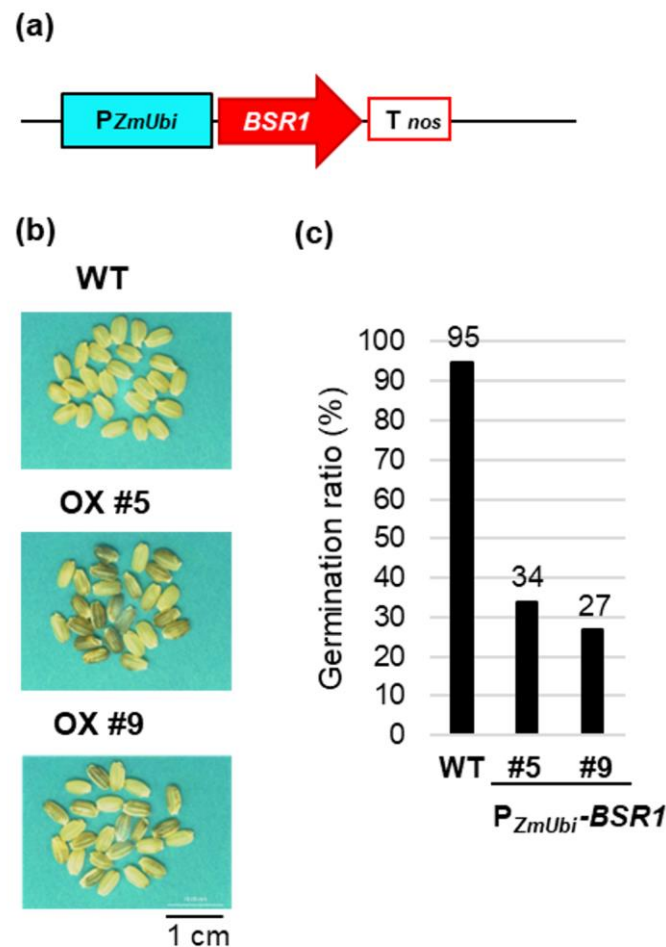 (a)
PZmUbi BSR1 T nos
(b)
WT
OX #5
OX #9
1 cm
(c)
Germination ratio (%)
100
90
80
70
60
50
40
30
20
10
0
95
34
27
WT #5 #9
PZmUbi-BSR1